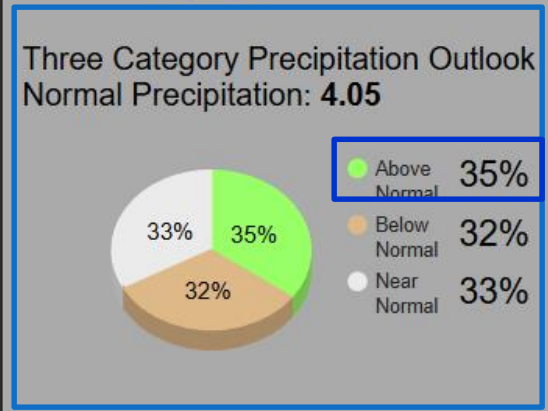 Three Category Precipitation Outlook
Normal Precipitation: 4.05
Above
Normal
35%
Below
Normal
32%
Near
Normal
33%
33%
35%
32%